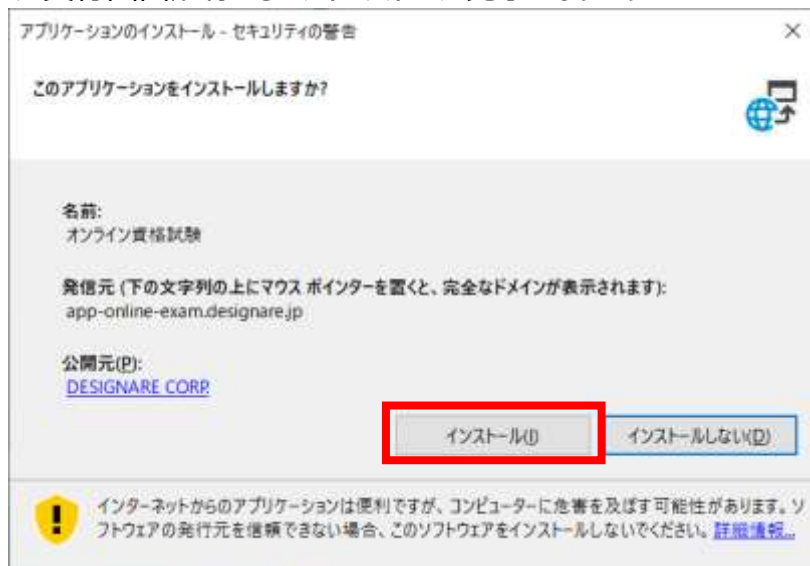 アプリケーションのインストール - セキュリティの警告
このアプリケーションをインストールしますか?
名前:
オンライン資格試験
発信元 (下の文字列の上にマウス ポインターを置くと、完全なドメインが表示されます):
app-online-exam.designare.jp
公開元(P):
DESIGNARE CORP.
インストール(I)
インストールしない(D)
インターネットからのアプリケーションは便利ですが、コンピューターに危害を及ぼす可能性があります。ソ
フトウェアの発行元を信頼できない場合、このソフトウェアをインストールしないでください。詳細情報...